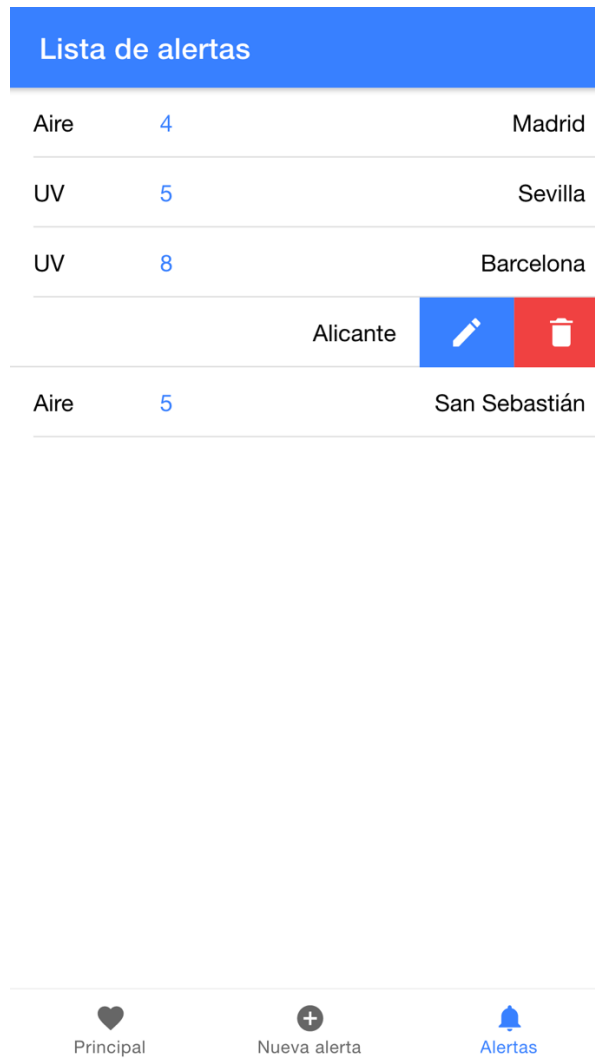 Lista de alertas
Aire 4 Madrid
UV 5 Sevilla
UV 8 Barcelona
Alicante
Aire 5 San Sebastián
Principal Nueva alerta Alertas